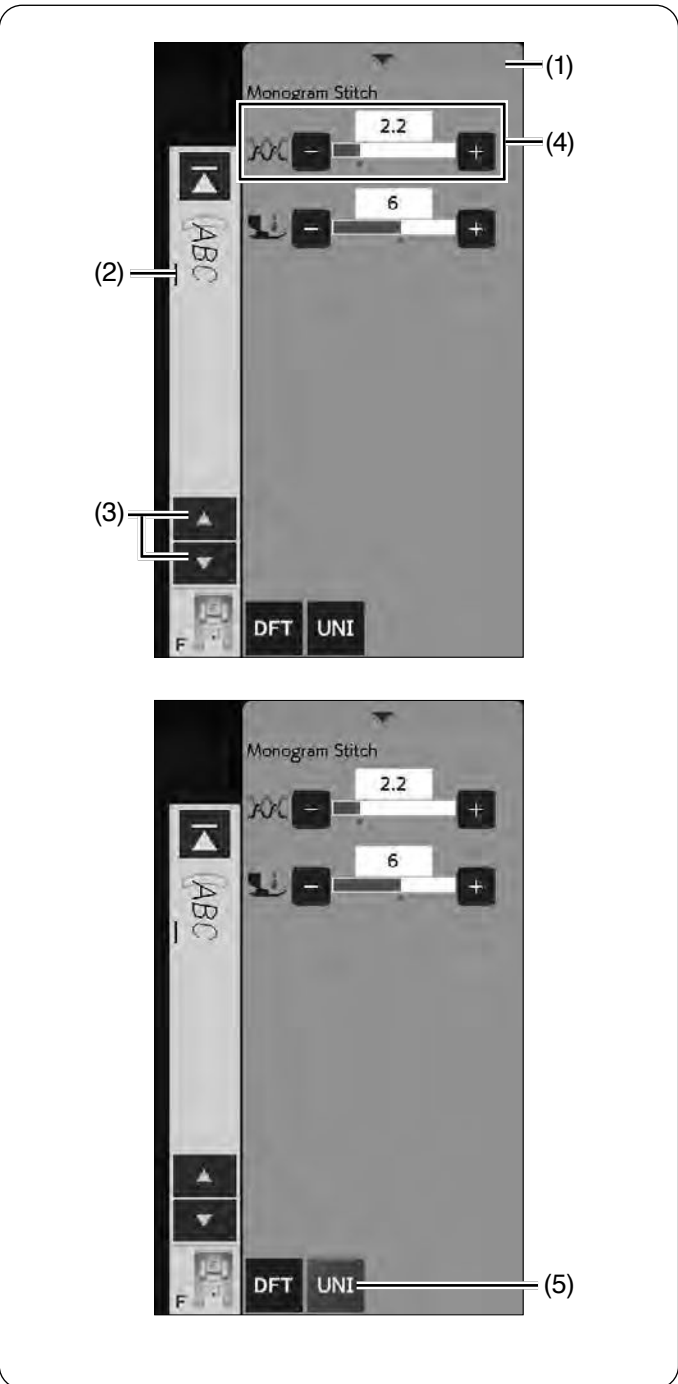 (1)
Monogram Stitch
2.2
− +
(4)
6
− +
ABC
(2)
(3)
F
DFT UNI
Monogram Stitch
2.2
− +
6
− +
ABC
F
DFT UNI
(5)